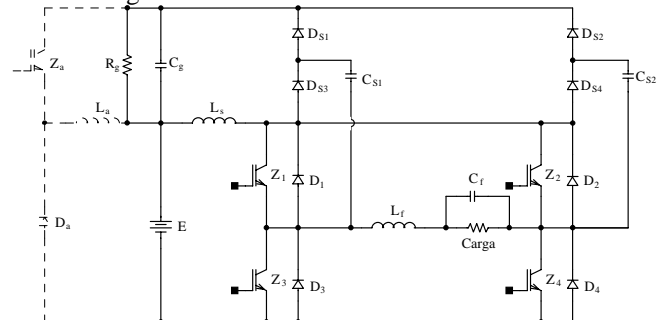 D_S1
D_S2
Z_a
R_g
C_g
C_S1
C_S2
D_S3
D_S4
L_a
L_s
Z_1
D_1
Z_2
D_2
C_f
L_f
D_a
E
Carga
Z_3
D_3
Z_4
D_4